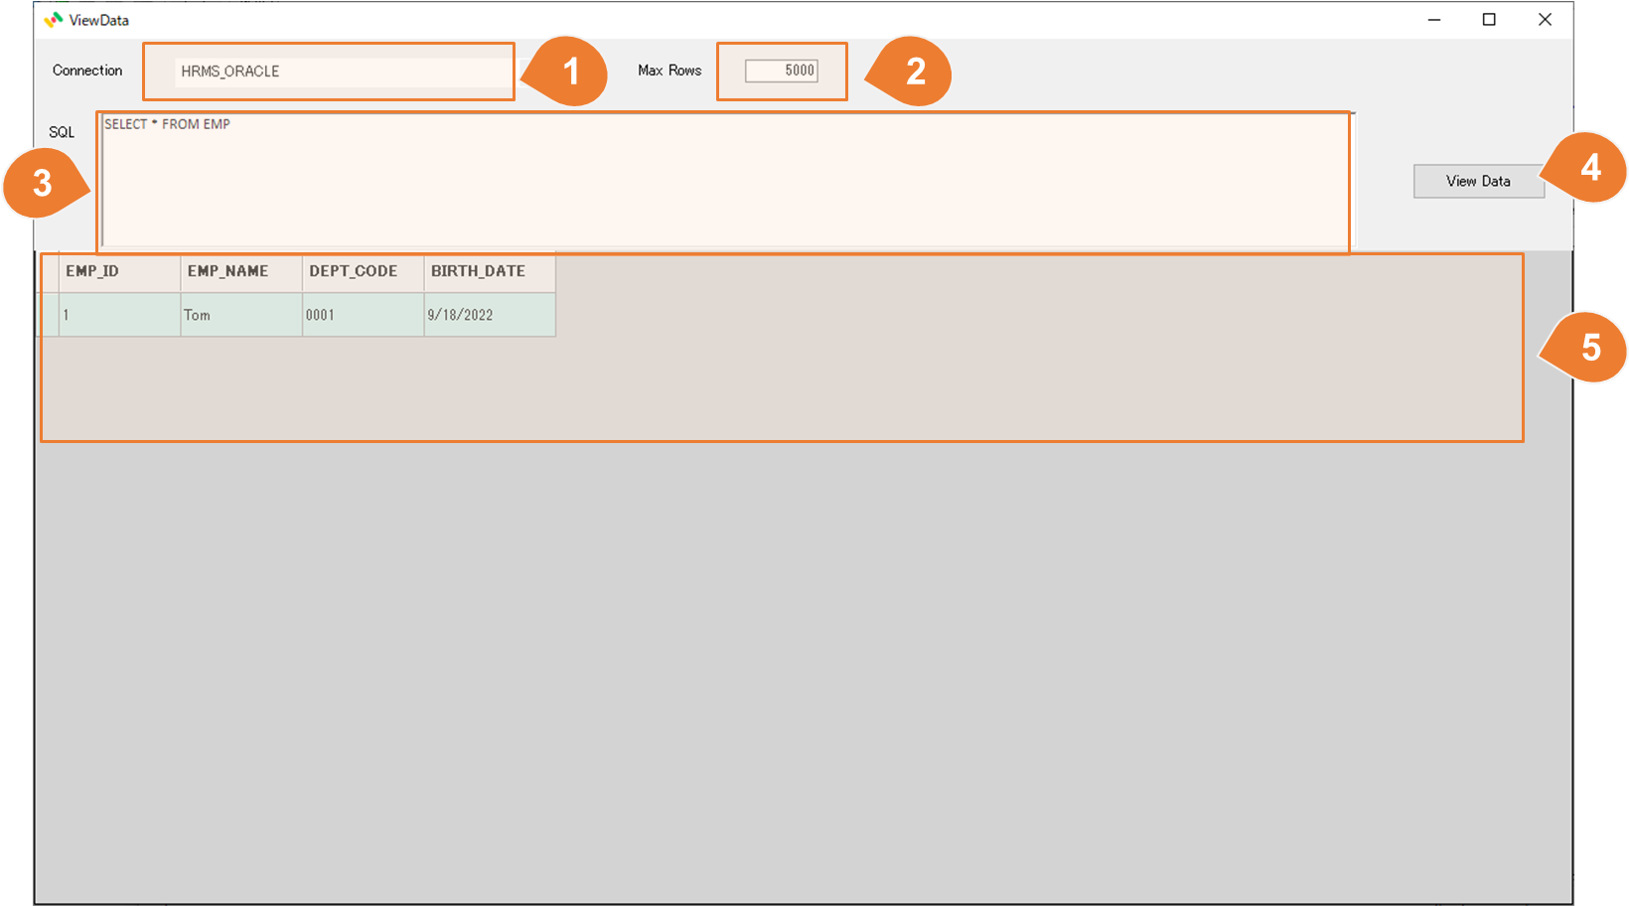 ViewData
Connection HRMS_ORACLE 1 Max Rows 5000 2
SQL SELECT * FROM EMP
3
View Data 4
EMP_ID EMP_NAME DEPT_CODE BIRTH_DATE
1 Tom 0001 9/18/2022
5